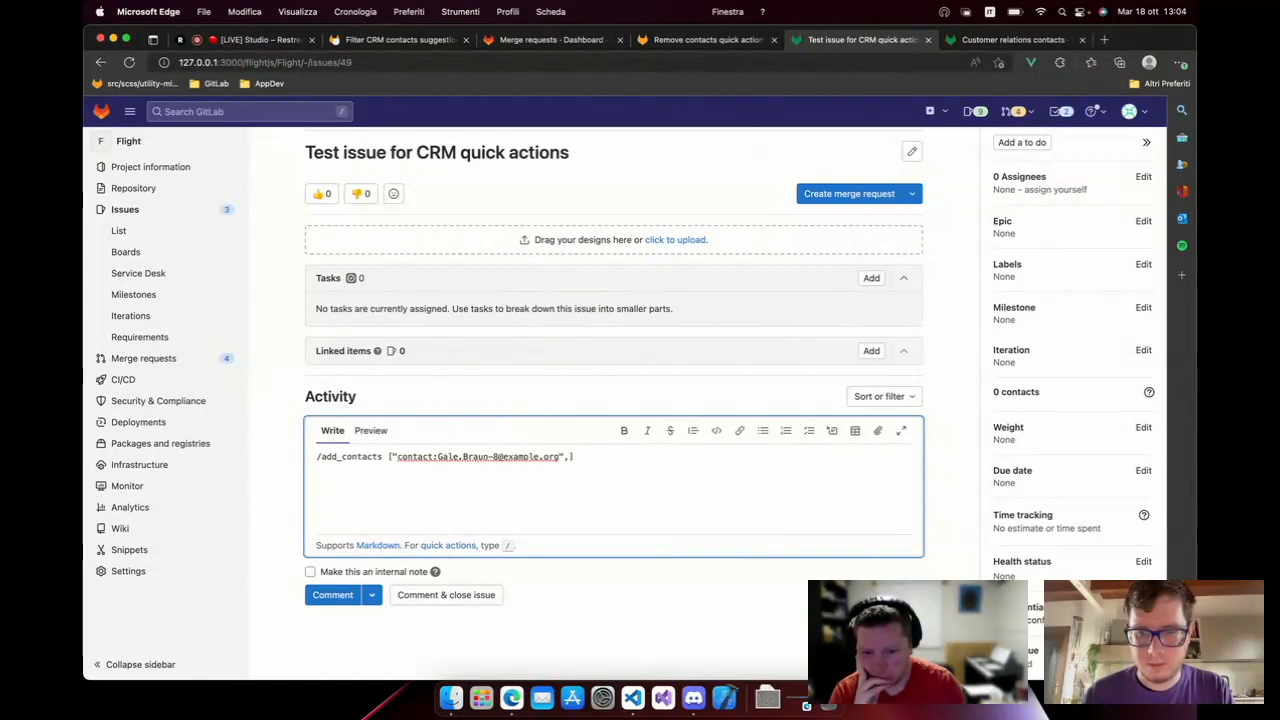 Microsoft Edge File Modifica Visualizza Cronologia Preferiti Strumenti Profili Scheda Finestra ? Mar 18 ott 13:04
[LIVE] Studio – Restre
Filter CRM contacts suggestio
Merge requests · Dashboard ·
Remove contacts quick action
Test issue for CRM quick actio
Customer relations contacts ·
127.0.0.1:3000/flightjs/Flight/-/issues/49
src/scss/utility-mi... GitLab AppDev Altri Preferiti
Search GitLab / 9 4 2
F Flight
Project information
Repository
Issues 3
List
Boards
Service Desk
Milestones
Iterations
Requirements
Merge requests 4
CI/CD
Security & Compliance
Deployments
Packages and registries
Infrastructure
Monitor
Analytics
Wiki
Snippets
Settings
Collapse sidebar
Test issue for CRM quick actions
0 0
Create merge request
Drag your designs here or click to upload.
Tasks 0 Add
No tasks are currently assigned. Use tasks to break down this issue into smaller parts.
Linked items 0 Add
Activity Sort or filter
Write Preview
/add_contacts ["contact:Gale.Braun-8@example.org",]
Supports Markdown. For quick actions, type /.
Make this an internal note
Comment Comment & close issue
Add a to do
0 Assignees Edit
None - assign yourself
Epic Edit
None
Labels Edit
None
Milestone Edit
None
Iteration Edit
None
0 contacts
Weight Edit
None
Due date Edit
None
Time tracking
No estimate or time spent
Health status Edit
None